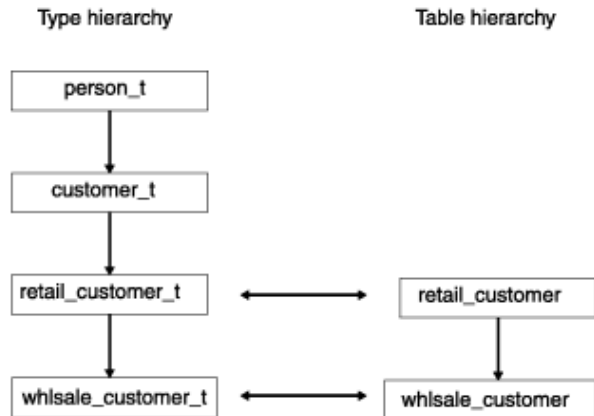 Type hierarchy
Table hierarchy
person_t
customer_t
retail_customer_t
retail_customer
whlsale_customer_t
whlsale_customer